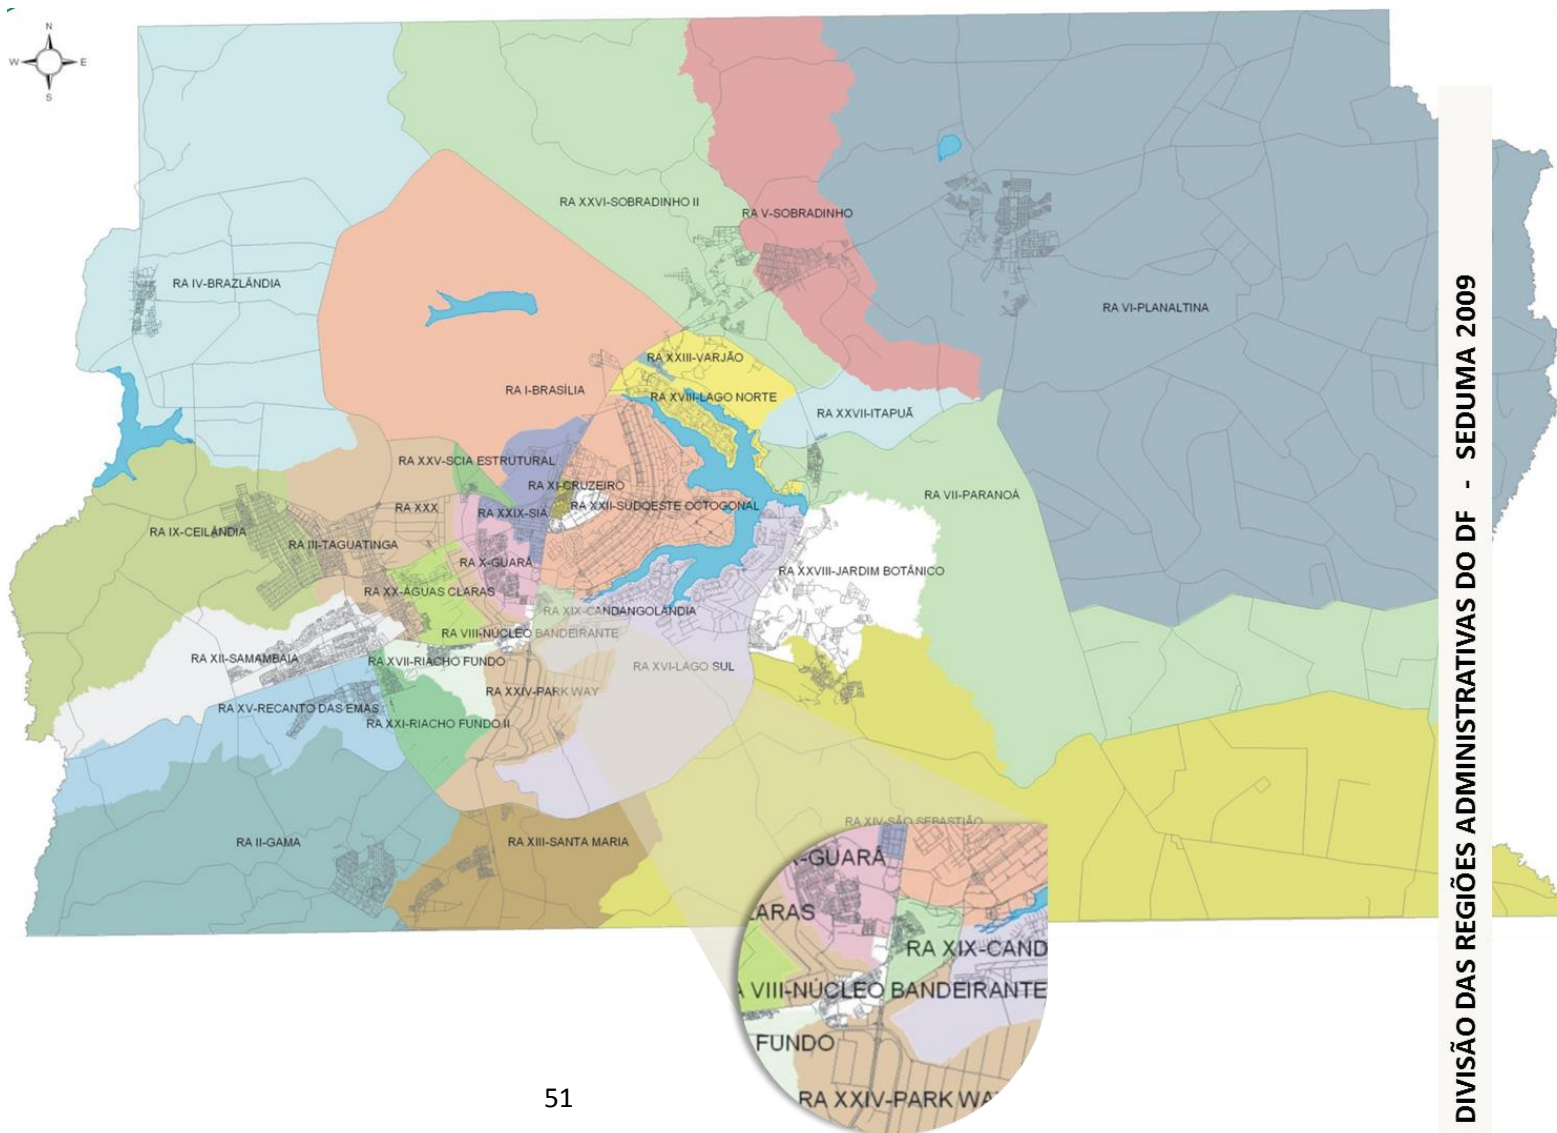 N
W E
S
RA XXVI-SOBRADINHO II
RA V-SOBRADINHO
RA IV-BRAZLÂNDIA
RA VI-PLANALTINA
RA XXIII-VARJÃO
RA I-BRASÍLIA
RA XVIII-LAGO NORTE
RA XXVII-ITAPUÃ
RA XXV-SCIA ESTRUTURAL
RA XI-CRUZEIRO
RA VII-PARANOÁ
RA XXX
RA XXIX-SIA
RA XXII-SUDOESTE OCTOGONAL
RA IX-CEILÂNDIA
RA III-TAGUATINGA
RA X-GUARÁ
RA XXVIII-JARDIM BOTÂNICO
RA XX-ÁGUAS CLARAS
RA XIX-CANDANGOLÂNDIA
RA VIII-NÚCLEO BANDEIRANTE
RA XII-SAMAMBAIA
RA XVII-RIACHO FUNDO
RA XVI-LAGO SUL
RA XXIV-PARK WAY
RA XV-RECANTO DAS EMAS
RA XXI-RIACHO FUNDO II
RA XIV-SÃO SEBASTIÃO
RA II-GAMA
RA XIII-SANTA MARIA
X-GUARÁ
LARAS
RA XIX-CAND
A VIII-NÚCLEO BANDEIRANTE
FUNDO
RA XXIV-PARK WAY
51
DIVISÃO DAS REGIÕES ADMINISTRATIVAS DO DF - SEDUMA 2009